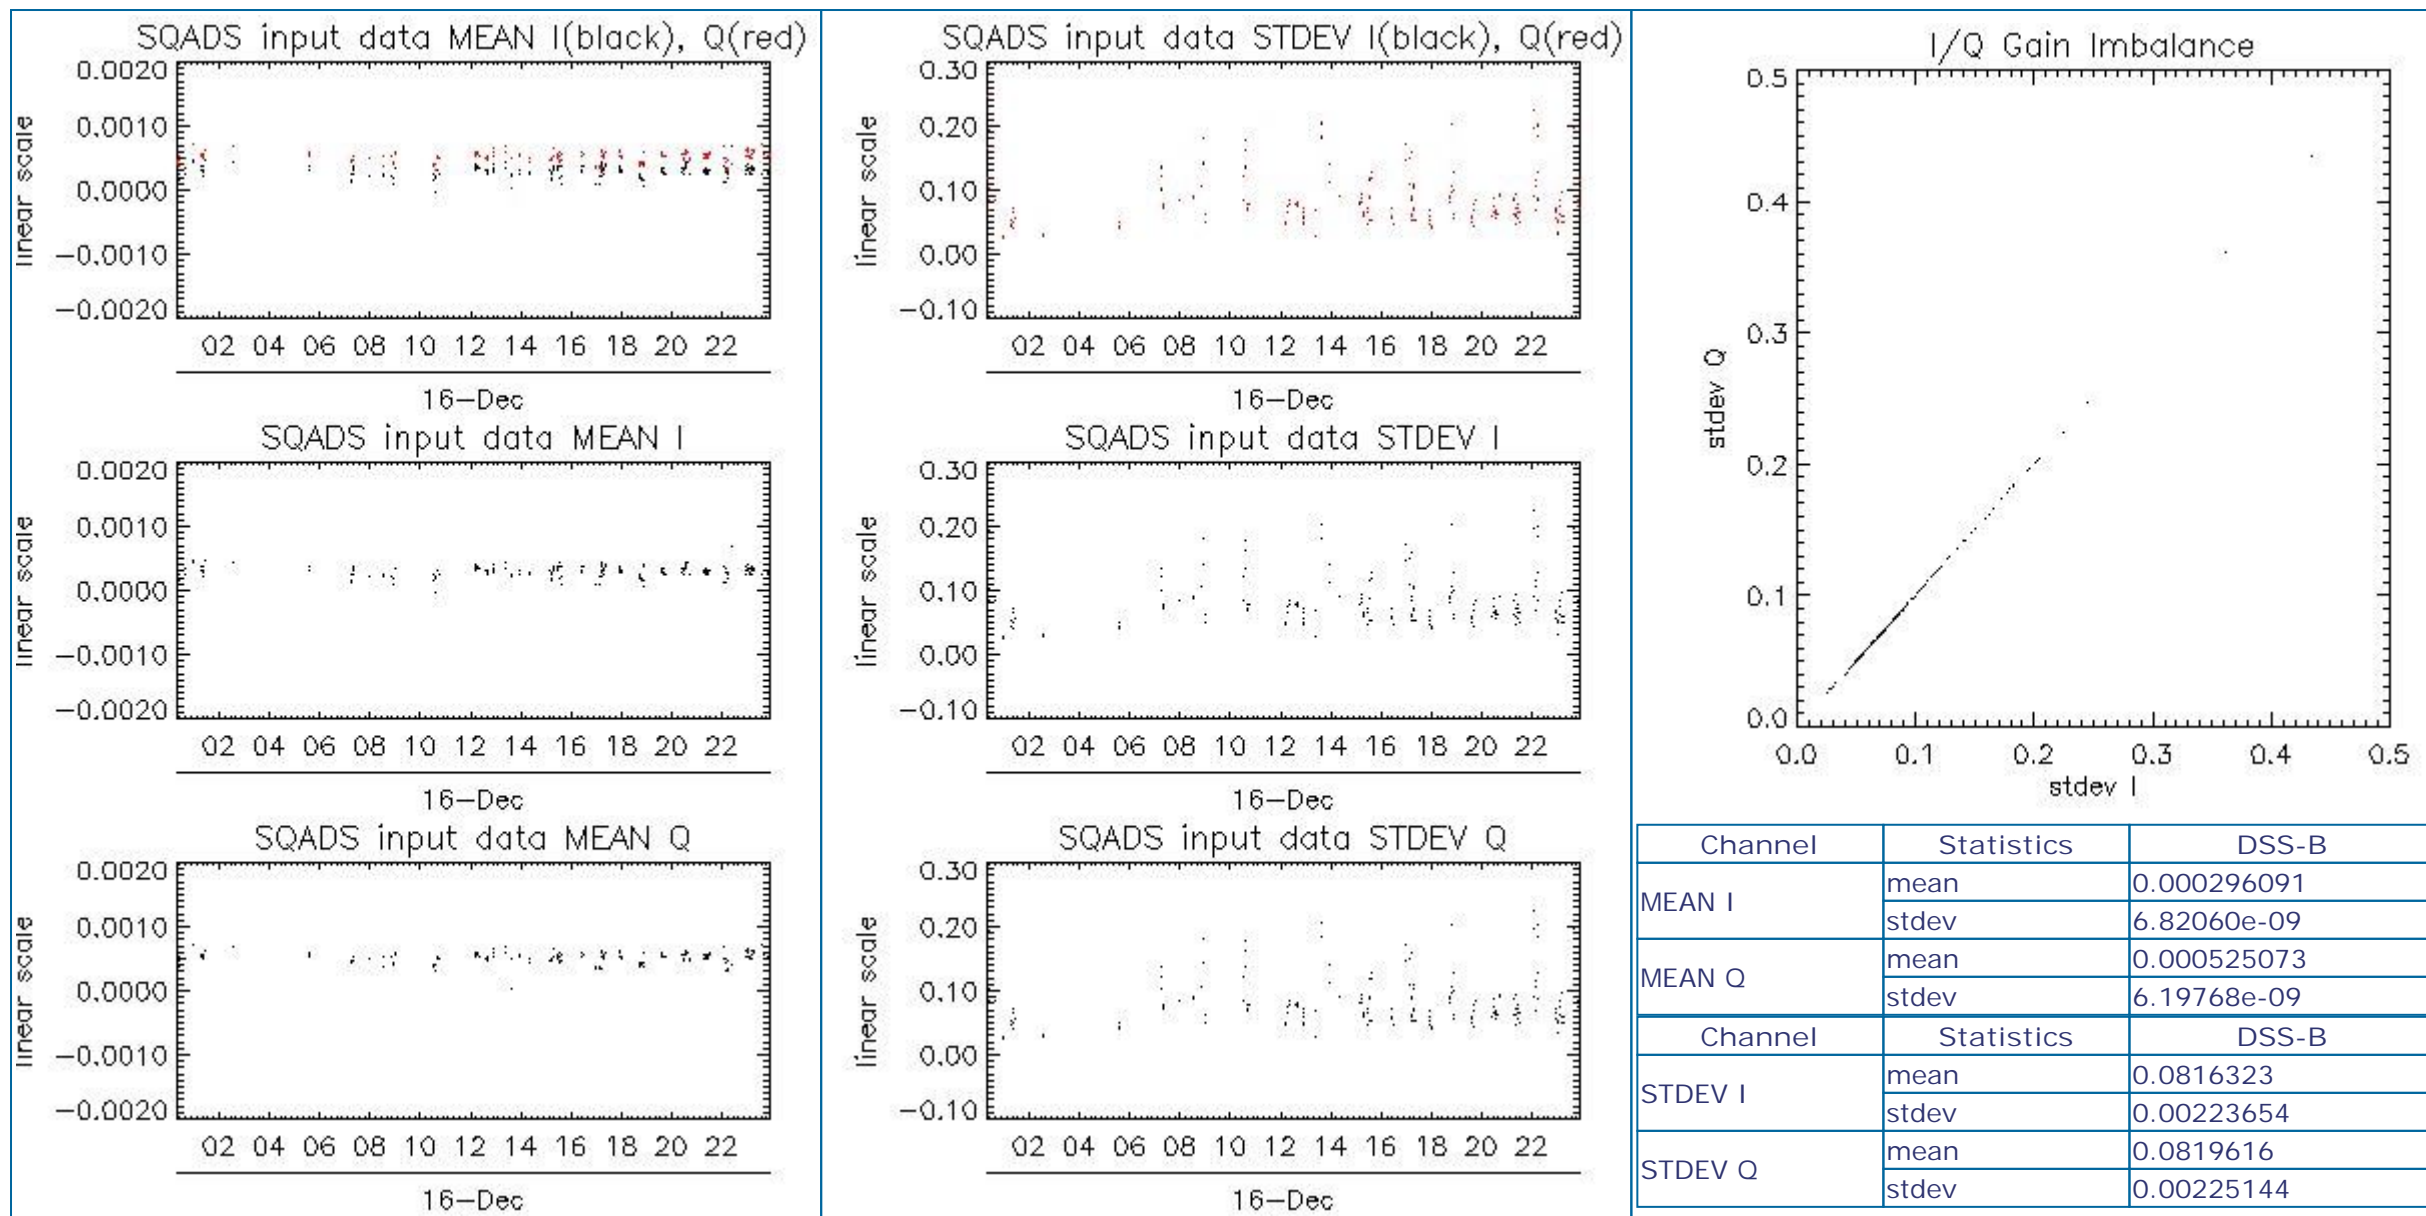 SQADS input data MEAN I(black), Q(red)
0.0020
0.0010
0.0000
−0.0010
−0.0020
linear scale
02 04 06 08 10 12 14 16 18 20 22
16−Dec
SQADS input data MEAN I
0.0020
0.0010
0.0000
−0.0010
−0.0020
linear scale
02 04 06 08 10 12 14 16 18 20 22
16−Dec
SQADS input data MEAN Q
0.0020
0.0010
0.0000
−0.0010
−0.0020
linear scale
02 04 06 08 10 12 14 16 18 20 22
16−Dec
SQADS input data STDEV I(black), Q(red)
0.30
0.20
0.10
0.00
−0.10
linear scale
02 04 06 08 10 12 14 16 18 20 22
16−Dec
SQADS input data STDEV I
0.30
0.20
0.10
0.00
−0.10
linear scale
02 04 06 08 10 12 14 16 18 20 22
16−Dec
SQADS input data STDEV Q
0.30
0.20
0.10
0.00
−0.10
linear scale
02 04 06 08 10 12 14 16 18 20 22
16−Dec
I/Q Gain Imbalance
0.5
0.4
0.3
0.2
0.1
0.0
stdev Q
0.0 0.1 0.2 0.3 0.4 0.5
stdev I
Channel Statistics DSS-B
MEAN I mean 0.000296091
stdev 6.82060e-09
MEAN Q mean 0.000525073
stdev 6.19768e-09
Channel Statistics DSS-B
STDEV I mean 0.0816323
stdev 0.00223654
STDEV Q mean 0.0819616
stdev 0.00225144